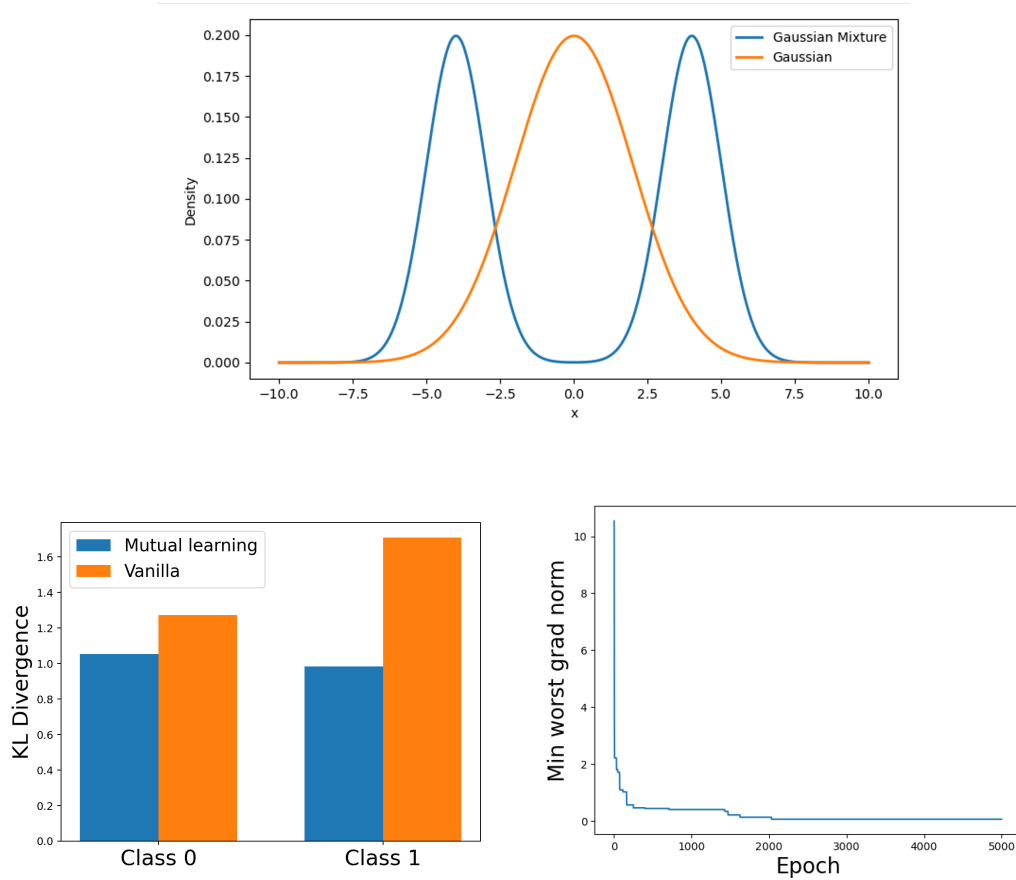 Gaussian Mixture
Gaussian
0.200
0.175
0.150
0.125
0.100
0.075
0.050
0.025
0.000
Density
−10.0 −7.5 −5.0 −2.5 0.0 2.5 5.0 7.5 10.0
x
Mutual learning
Vanilla
1.6
1.4
1.2
1.0
0.8
0.6
0.4
0.2
0.0
KL Divergence
Class 0 Class 1
10
8
6
4
2
0
Min worst grad norm
0 1000 2000 3000 4000 5000
Epoch